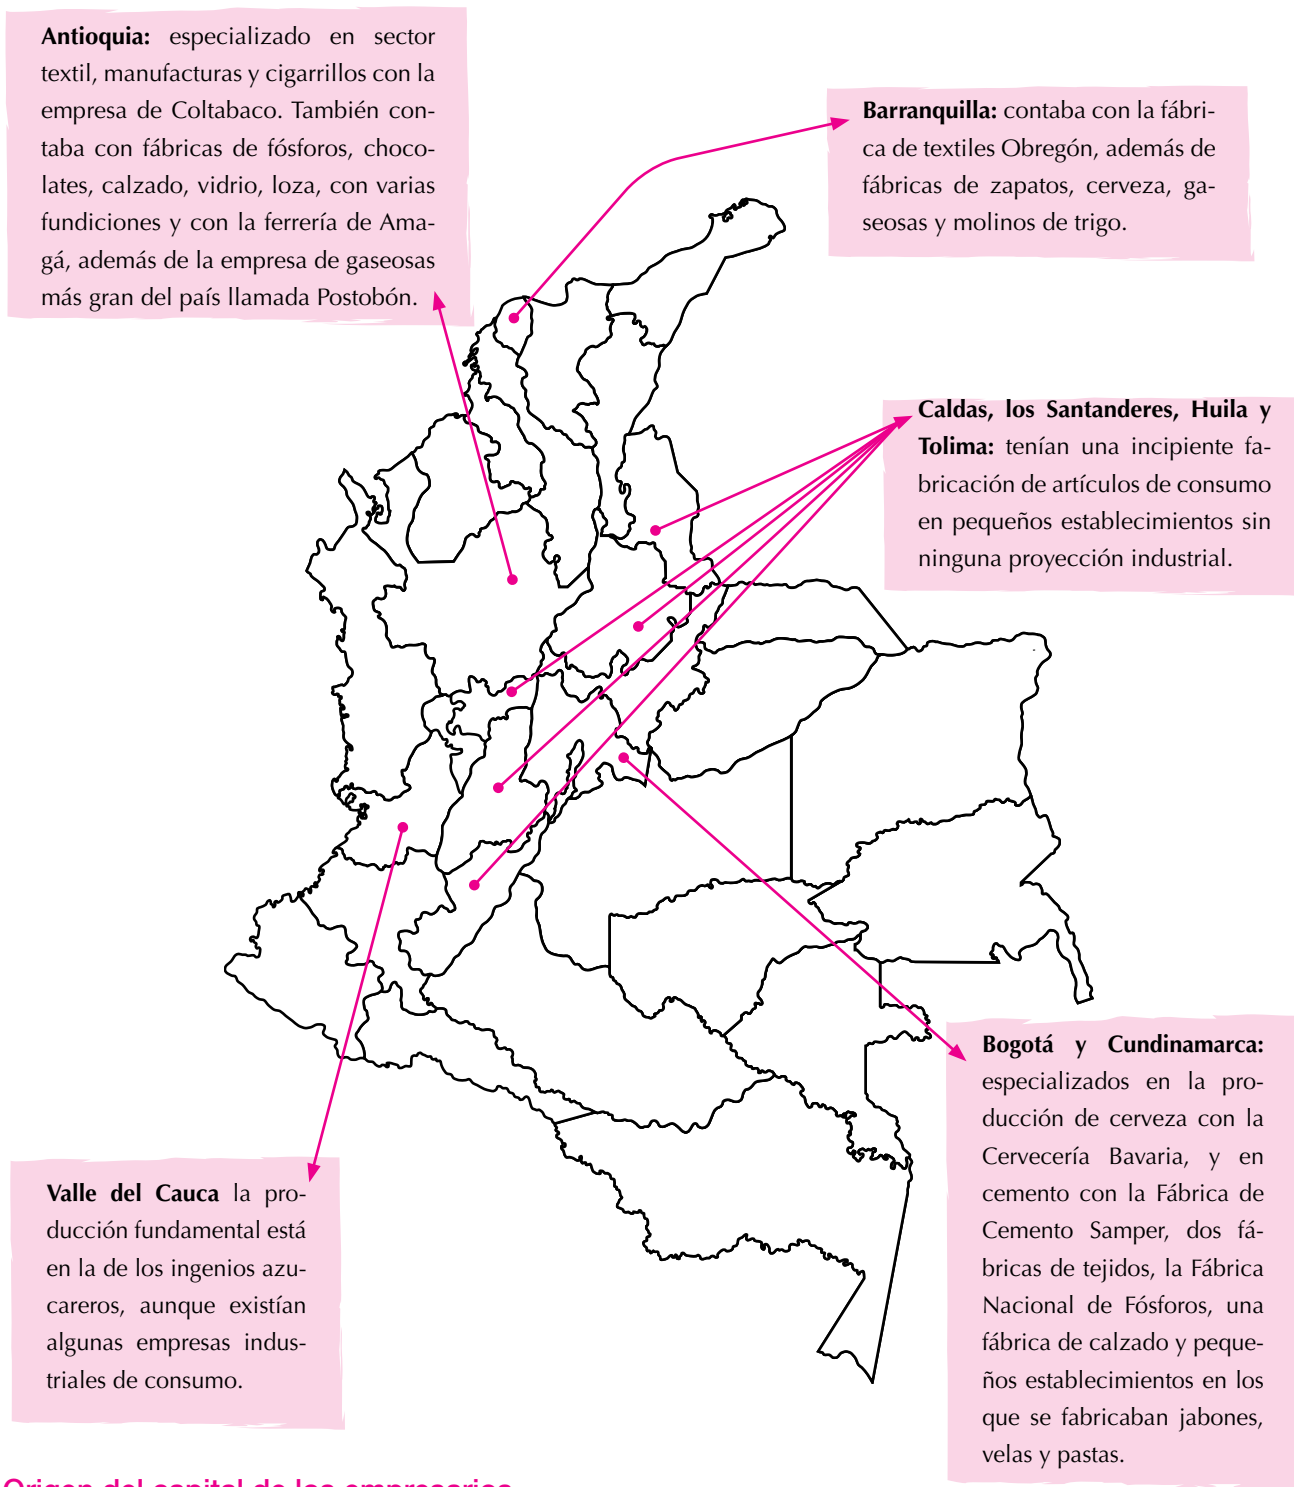 Antioquia: especializado en sector
textil, manufacturas y cigarrillos con la
empresa de Coltabaco. También con-
taba con fábricas de fósforos, choco-
lates, calzado, vidrio, loza, con varias
fundiciones y con la ferrería de Ama-
gá, además de la empresa de gaseosas
más gran del país llamada Postobón.
Barranquilla: contaba con la fábri-
ca de textiles Obregón, además de
fábricas de zapatos, cerveza, ga-
seosas y molinos de trigo.
Caldas, los Santanderes, Huila y
Tolima: tenían una incipiente fa-
bricación de artículos de consumo
en pequeños establecimientos sin
ninguna proyección industrial.
Bogotá y Cundinamarca:
especializados en la pro-
ducción de cerveza con la
Cervecería Bavaria, y en
cemento con la Fábrica de
Cemento Samper, dos fá-
bricas de tejidos, la Fábrica
Nacional de Fósforos, una
fábrica de calzado y peque-
ños establecimientos en los
que se fabricaban jabones,
velas y pastas.
Valle del Cauca la pro-
ducción fundamental está
en la de los ingenios azu-
careros, aunque existían
algunas empresas indus-
triales de consumo.
Origen del capital de los empresarios